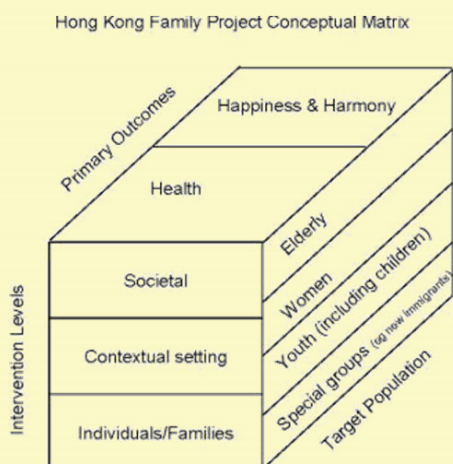 Hong Kong Family Project Conceptual Matrix
Primary Outcomes
Happiness & Harmony
Health
Intervention Levels
Societal
Contextual setting
Individuals/Families
Elderly
Women
Youth (including children)
Special groups (eg new immigrants)
Target Population